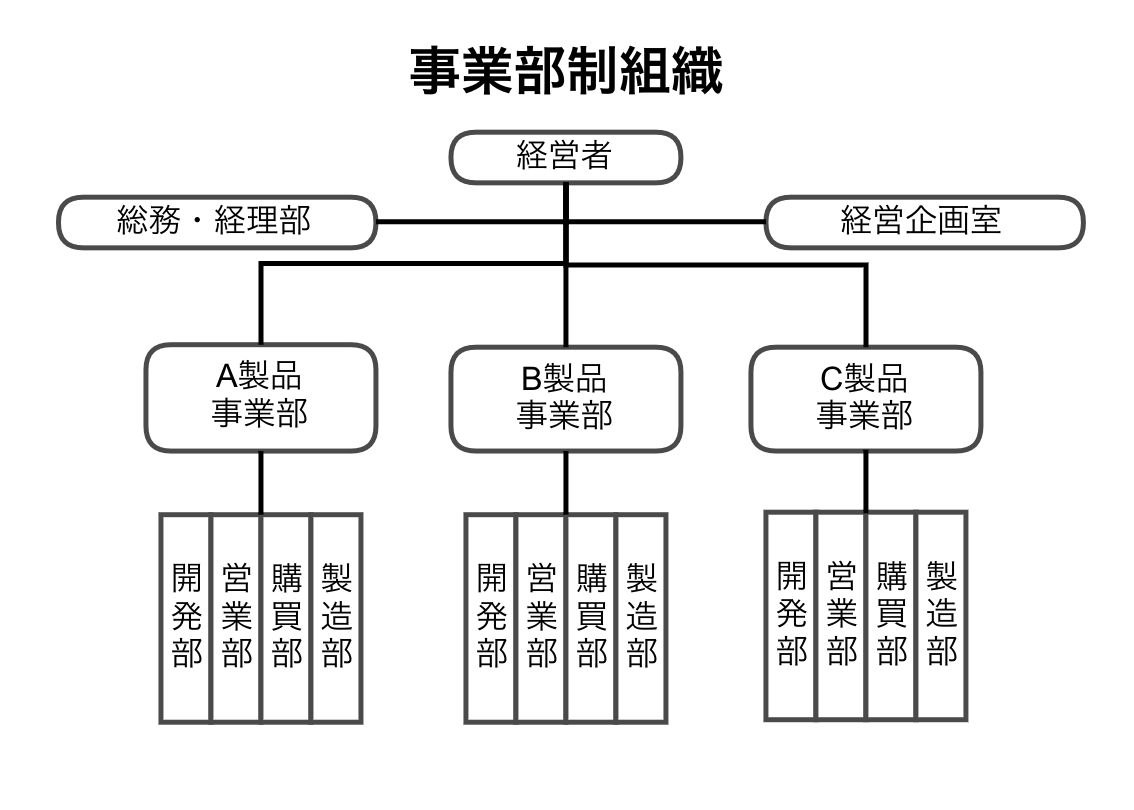 事業部制組織
経営者
総務・経理部
経営企画室
A製品
事業部
B製品
事業部
C製品
事業部
開発部
営業部
購買部
製造部
開発部
営業部
購買部
製造部
開発部
営業部
購買部
製造部